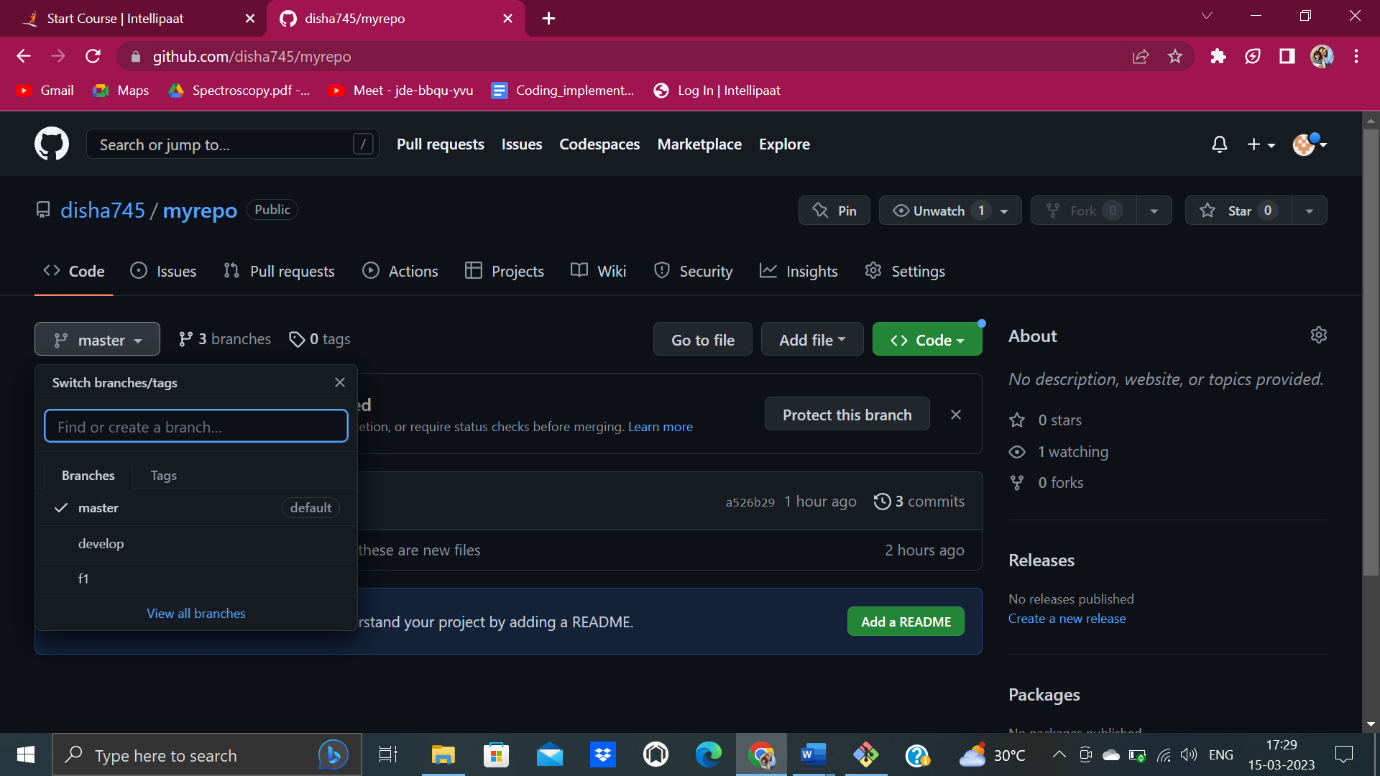 Start Course | Intellipaat
disha745/myrepo
github.com/disha745/myrepo
Gmail
Maps
Spectroscopy.pdf -...
Meet - jde-bbqu-yvu
Coding_implement...
Log In | Intellipaat
Search or jump to...
/
Pull requests
Issues
Codespaces
Marketplace
Explore
disha745 / myrepo
Public
Pin
Unwatch 1
Fork 0
Star 0
Code
Issues
Pull requests
Actions
Projects
Wiki
Security
Insights
Settings
master
3 branches
0 tags
Go to file
Add file
Code
Switch branches/tags
Find or create a branch...
Branches
Tags
master
default
develop
f1
View all branches
ed
etion, or require status checks before merging. Learn more
Protect this branch
a526b29 1 hour ago
3 commits
these are new files
2 hours ago
rstand your project by adding a README.
Add a README
About
No description, website, or topics provided.
0 stars
1 watching
0 forks
Releases
No releases published
Create a new release
Packages
No packages published
Type here to search
30°C
ENG
17:29
15-03-2023